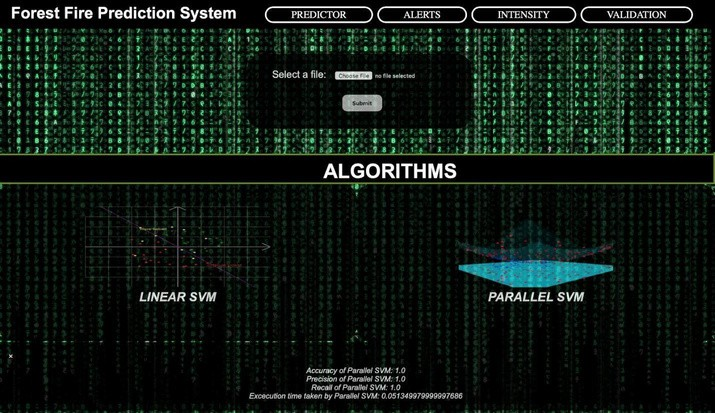 Forest Fire Prediction System
PREDICTOR
ALERTS
INTENSITY
VALIDATION
Select a file: Choose File no file selected
Submit
ALGORITHMS
LINEAR SVM
PARALLEL SVM
×
Accuracy of Parallel SVM: 1.0
Precision of Parallel SVM: 1.0
Recall of Parallel SVM: 1.0
Excecution time taken by Parallel SVM: 0.051349979999997686